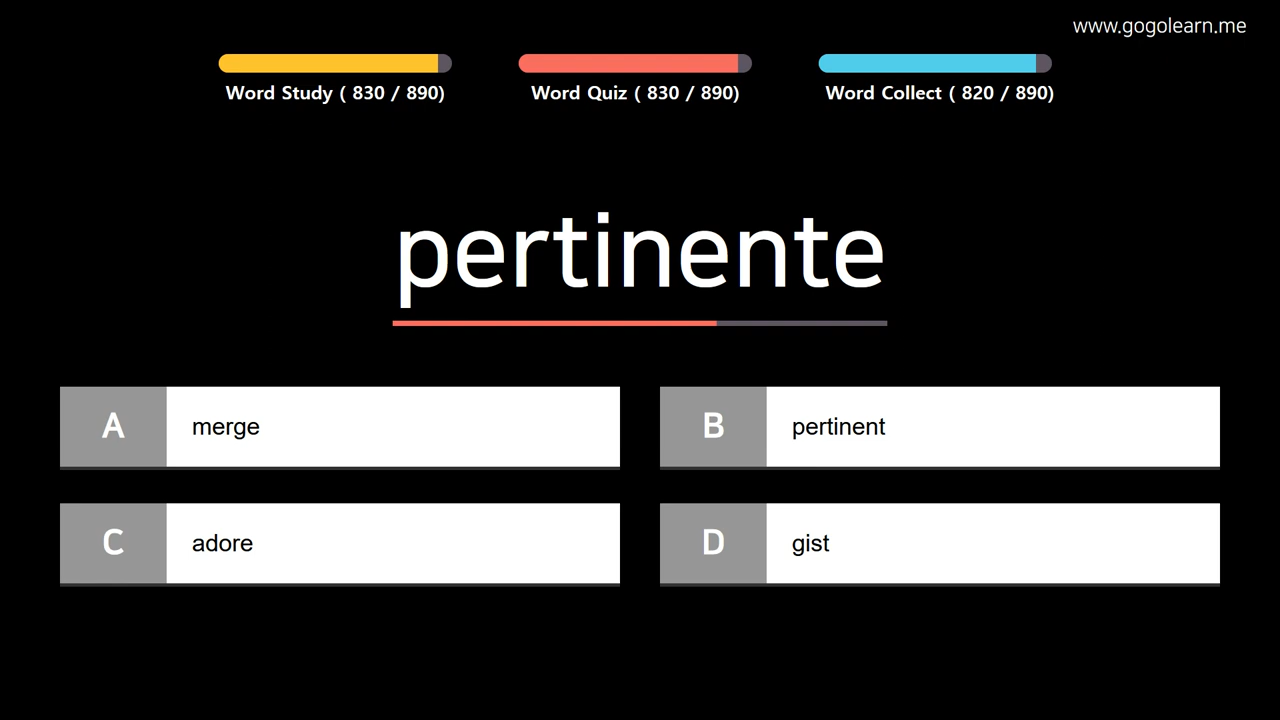 www.gogolearn.me
Word Study ( 830 / 890)
Word Quiz ( 830 / 890)
Word Collect ( 820 / 890)
pertinente
A merge
B pertinent
C adore
D gist